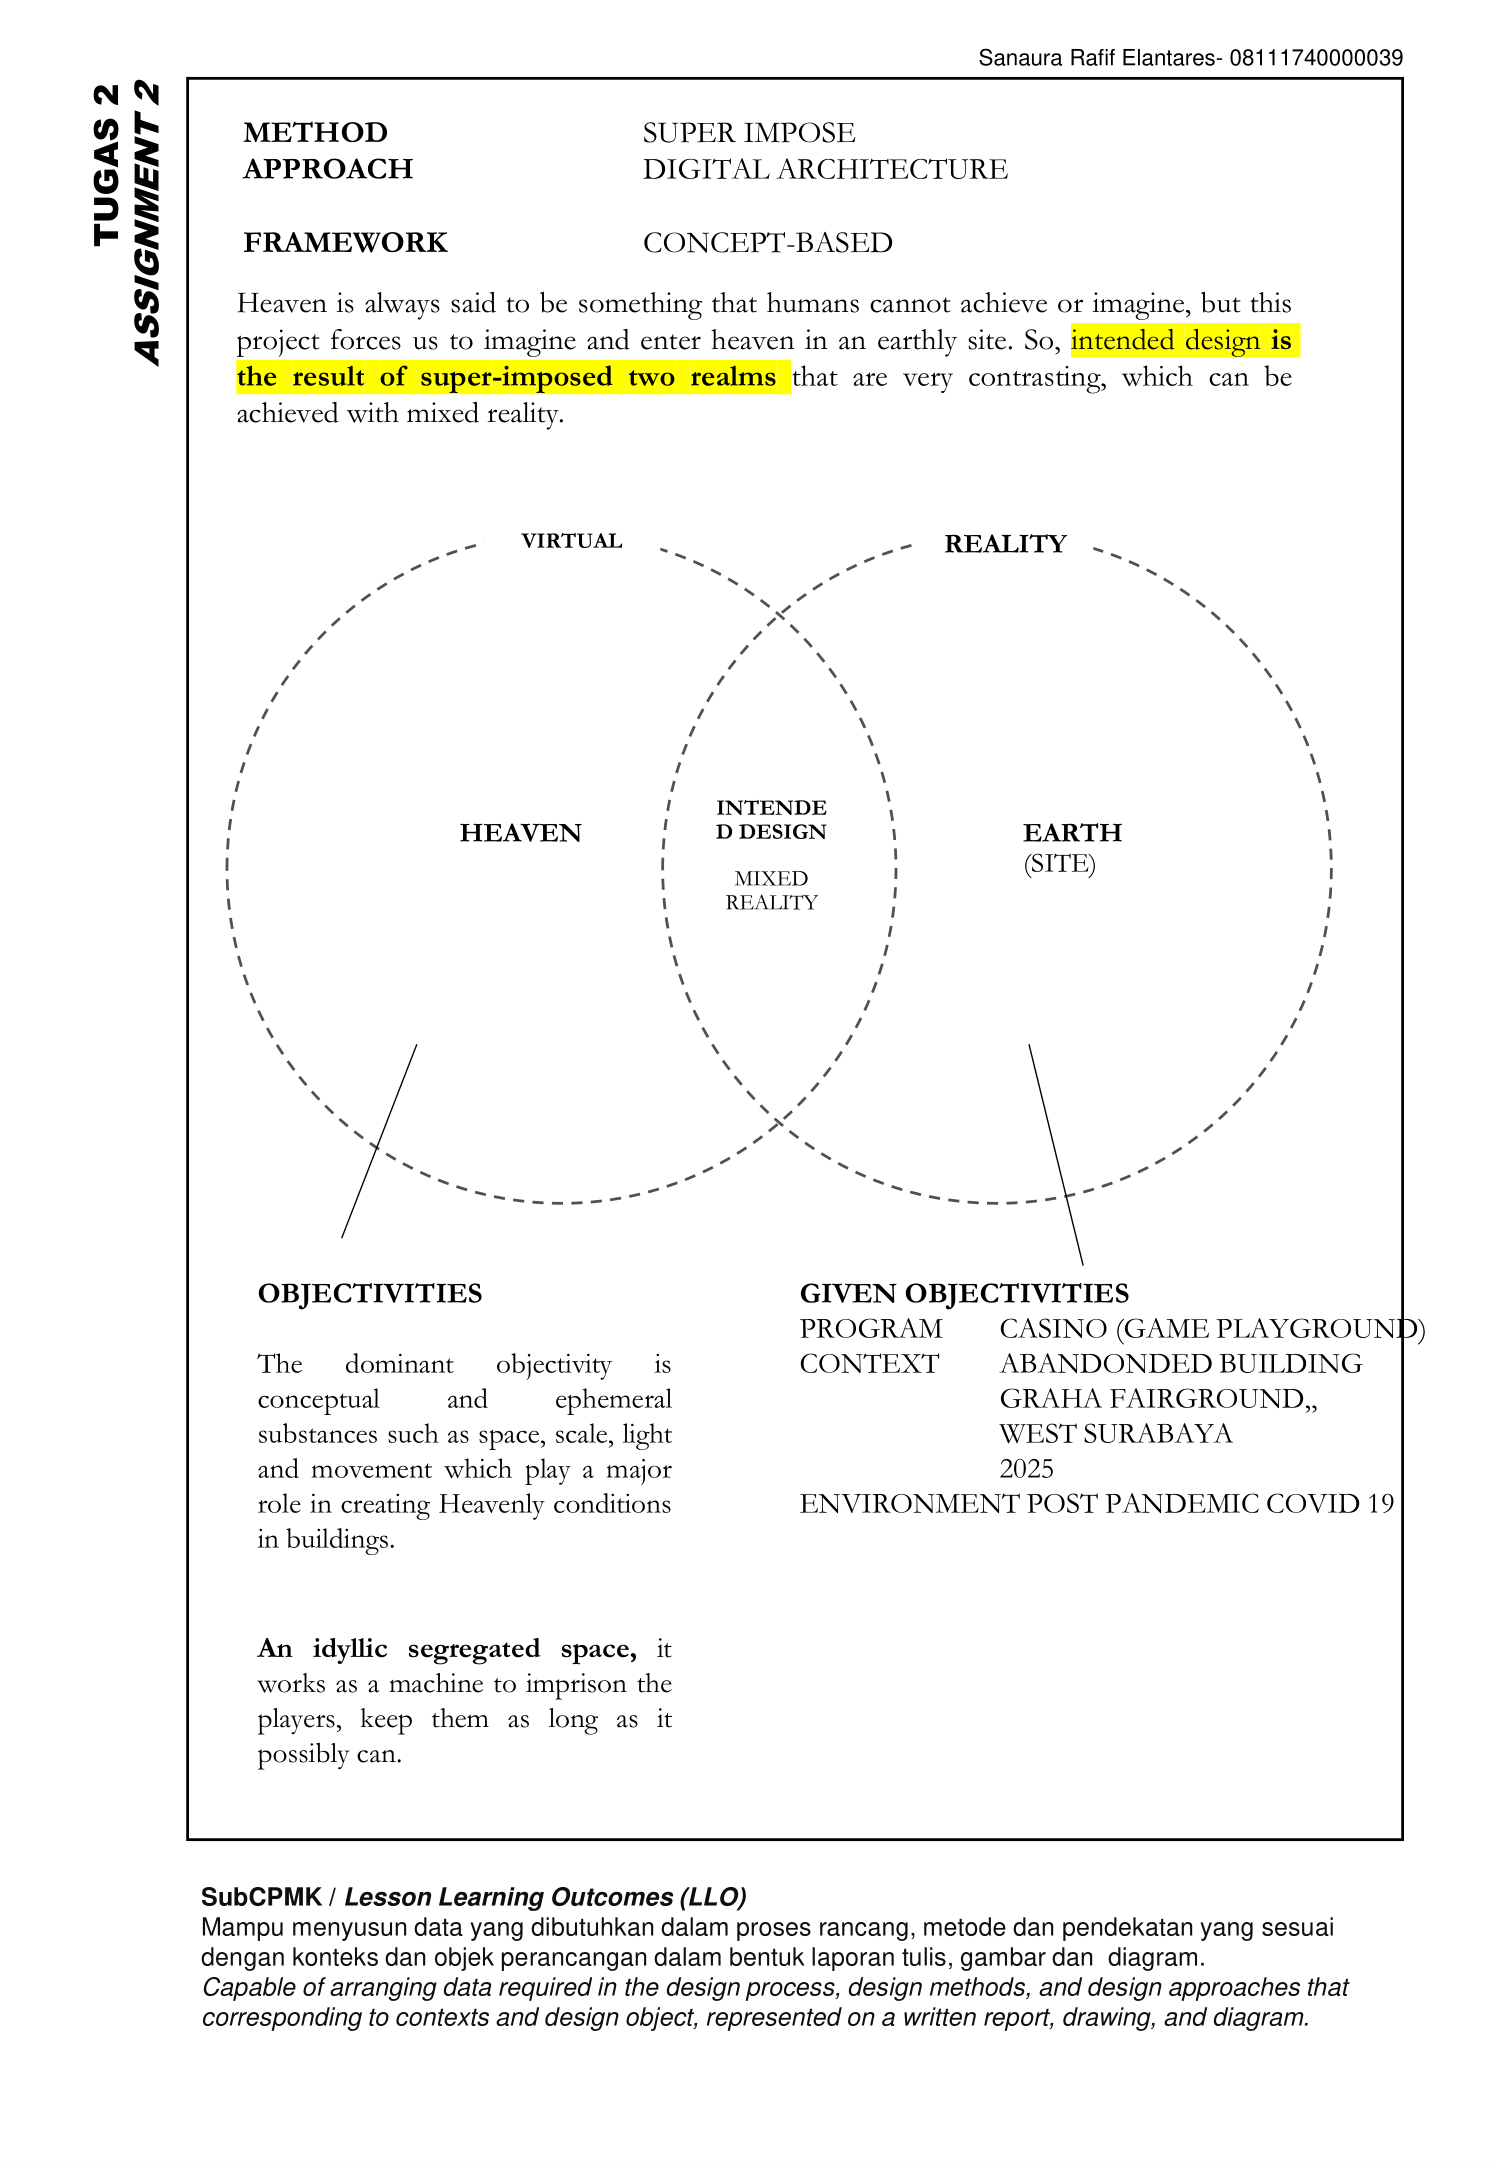 Sanaura Rafif Elantares- 08111740000039
TUGAS 2
ASSIGNMENT 2
METHOD SUPER IMPOSE
APPROACH DIGITAL ARCHITECTURE
FRAMEWORK CONCEPT-BASED
Heaven is always said to be something that humans cannot achieve or imagine, but this
project forces us to imagine and enter heaven in an earthly site. So, intended design is
the result of super-imposed two realms that are very contrasting, which can be
achieved with mixed reality.
VIRTUAL
REALITY
HEAVEN
INTENDE
D DESIGN
MIXED
REALITY
EARTH
(SITE)
OBJECTIVITIES
The dominant objectivity is
conceptual and ephemeral
substances such as space, scale, light
and movement which play a major
role in creating Heavenly conditions
in buildings.
An idyllic segregated space, it
works as a machine to imprison the
players, keep them as long as it
possibly can.
GIVEN OBJECTIVITIES
PROGRAM CASINO (GAME PLAYGROUND)
CONTEXT ABANDONDED BUILDING
GRAHA FAIRGROUND,,
WEST SURABAYA
2025
ENVIRONMENT POST PANDEMIC COVID 19
SubCPMK / Lesson Learning Outcomes (LLO)
Mampu menyusun data yang dibutuhkan dalam proses rancang, metode dan pendekatan yang sesuai
dengan konteks dan objek perancangan dalam bentuk laporan tulis, gambar dan diagram.
Capable of arranging data required in the design process, design methods, and design approaches that
corresponding to contexts and design object, represented on a written report, drawing, and diagram.